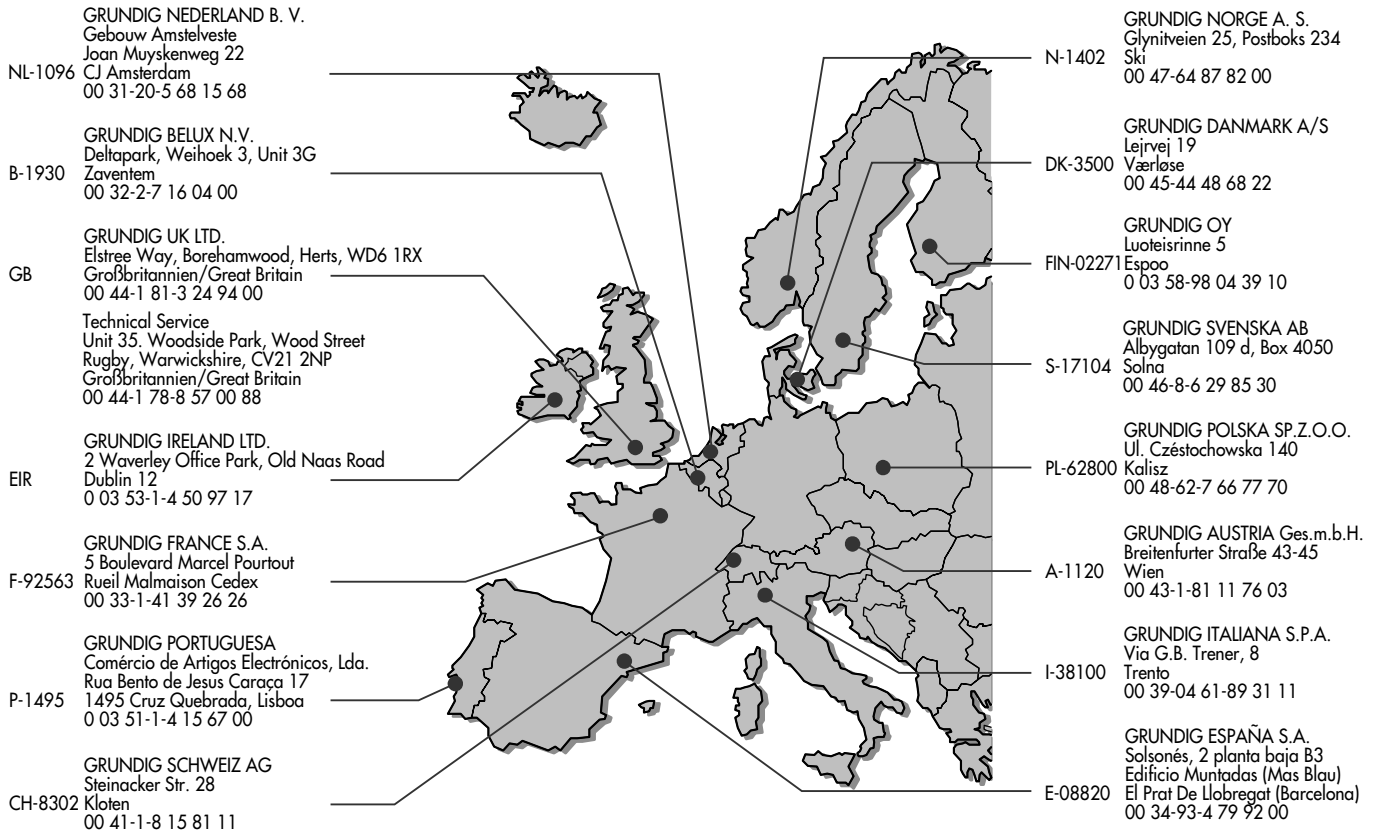 GRUNDIG NEDERLAND B. V.
Gebouw Amstelveste
Joan Muyskenweg 22
NL-1096 CJ Amsterdam
00 31-20-5 68 15 68
GRUNDIG BELUX N.V.
Deltapark, Weihoek 3, Unit 3G
B-1930 Zaventem
00 32-2-7 16 04 00
GRUNDIG UK LTD.
Elstree Way, Borehamwood, Herts, WD6 1RX
GB Großbritannien/Great Britain
00 44-1 81-3 24 94 00
Technical Service
Unit 35. Woodside Park, Wood Street
Rugby, Warwickshire, CV21 2NP
Großbritannien/Great Britain
00 44-1 78-8 57 00 88
GRUNDIG IRELAND LTD.
2 Waverley Office Park, Old Naas Road
EIR Dublin 12
0 03 53-1-4 50 97 17
GRUNDIG FRANCE S.A.
5 Boulevard Marcel Pourtout
F-92563 Rueil Malmaison Cedex
00 33-1-41 39 26 26
GRUNDIG PORTUGUESA
Comércio de Artigos Electrónicos, Lda.
Rua Bento de Jesus Caraça 17
P-1495 1495 Cruz Quebrada, Lisboa
0 03 51-1-4 15 67 00
GRUNDIG SCHWEIZ AG
Steinacker Str. 28
CH-8302 Kloten
00 41-1-8 15 81 11
GRUNDIG NORGE A. S.
Glynitveien 25, Postboks 234
N-1402 Ski
00 47-64 87 82 00
GRUNDIG DANMARK A/S
Lejrvej 19
DK-3500 Værløse
00 45-44 48 68 22
GRUNDIG OY
Luoteisrinne 5
FIN-02271 Espoo
0 03 58-98 04 39 10
GRUNDIG SVENSKA AB
Albygatan 109 d, Box 4050
S-17104 Solna
00 46-8-6 29 85 30
GRUNDIG POLSKA SP.Z.O.O.
Ul. Czéstochowska 140
PL-62800 Kalisz
00 48-62-7 66 77 70
GRUNDIG AUSTRIA Ges.m.b.H.
Breitenfurter Straße 43-45
A-1120 Wien
00 43-1-81 11 76 03
GRUNDIG ITALIANA S.P.A.
Via G.B. Trener, 8
I-38100 Trento
00 39-04 61-89 31 11
GRUNDIG ESPAÑA S.A.
Solsonés, 2 planta baja B3
Edificio Muntadas (Mas Blau)
E-08820 El Prat De Llobregat (Barcelona)
00 34-93-4 79 92 00